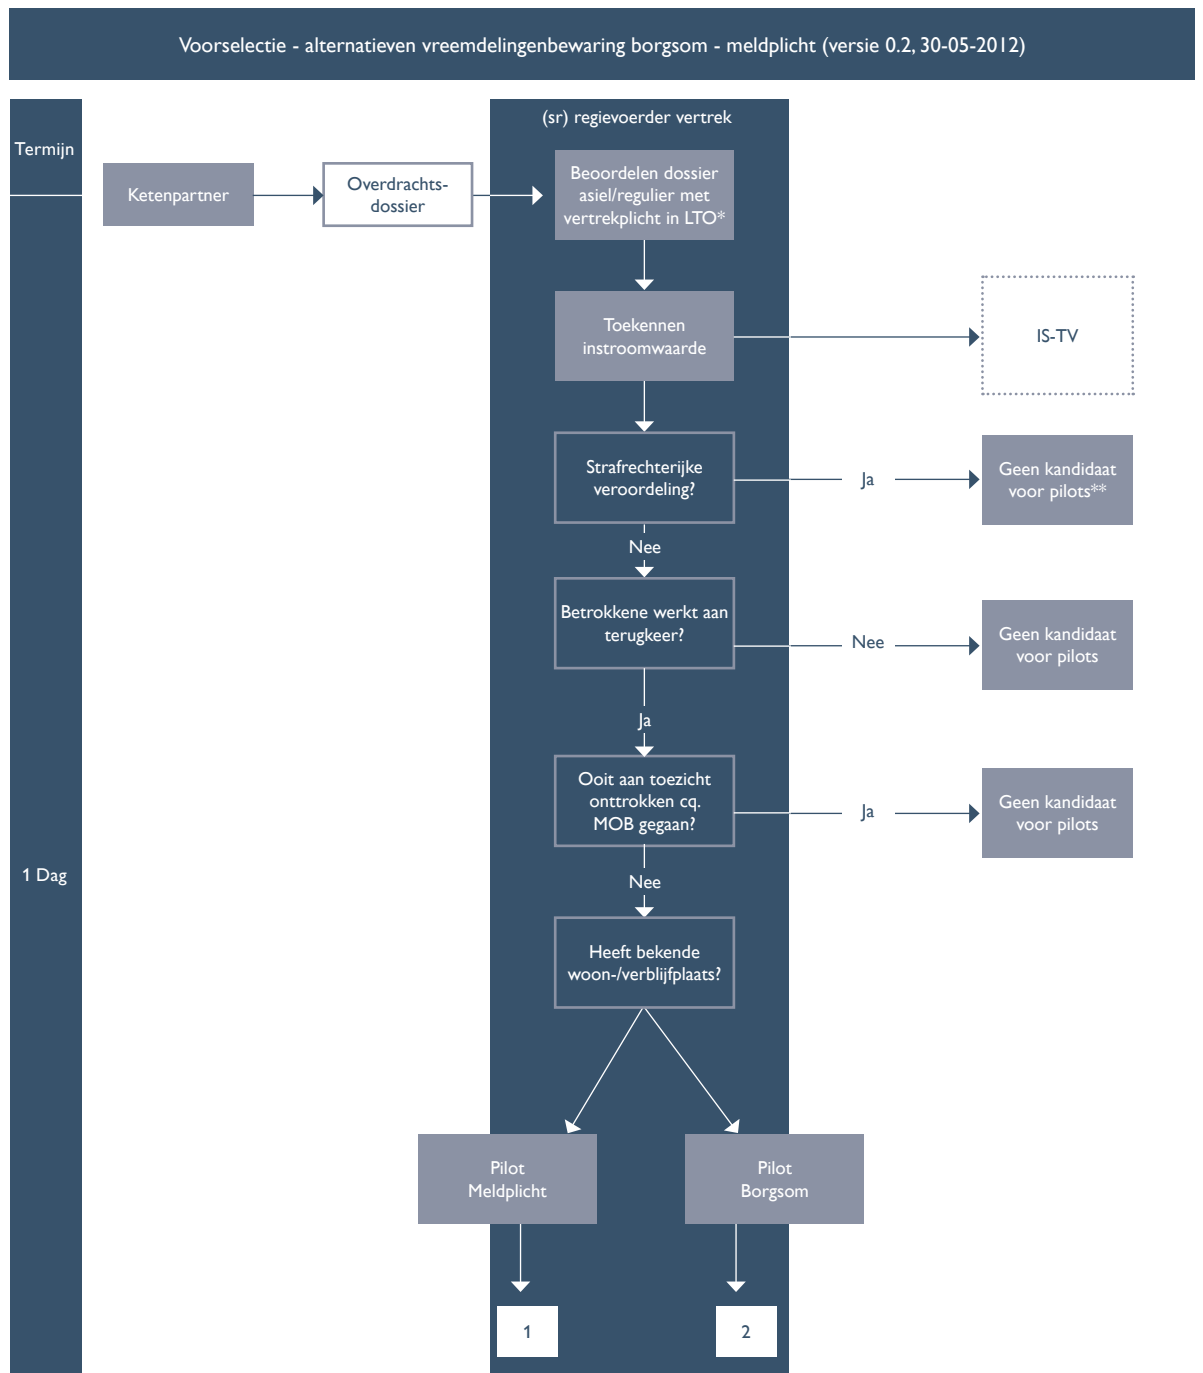 Voorselectie - alternatieven vreemdelingenbewaring borgsom - meldplicht (versie 0.2, 30-05-2012)
(sr) regievoerder vertrek
Termijn
Ketenpartner
Overdrachts-
dossier
Beoordelen dossier
asiel/regulier met
vertrekplicht in LTO*
Toekennen
instroomwaarde
IS-TV
Strafrechterijke
veroordeling?
Ja
Geen kandidaat
voor pilots**
Nee
Betrokkene werkt aan
terugkeer?
Nee
Geen kandidaat
voor pilots
Ja
Ooit aan toezicht
onttrokken cq.
MOB gegaan?
Ja
Geen kandidaat
voor pilots
1 Dag
Nee
Heeft bekende
woon-/verblijfplaats?
Pilot
Meldplicht
Pilot
Borgsom
1
2